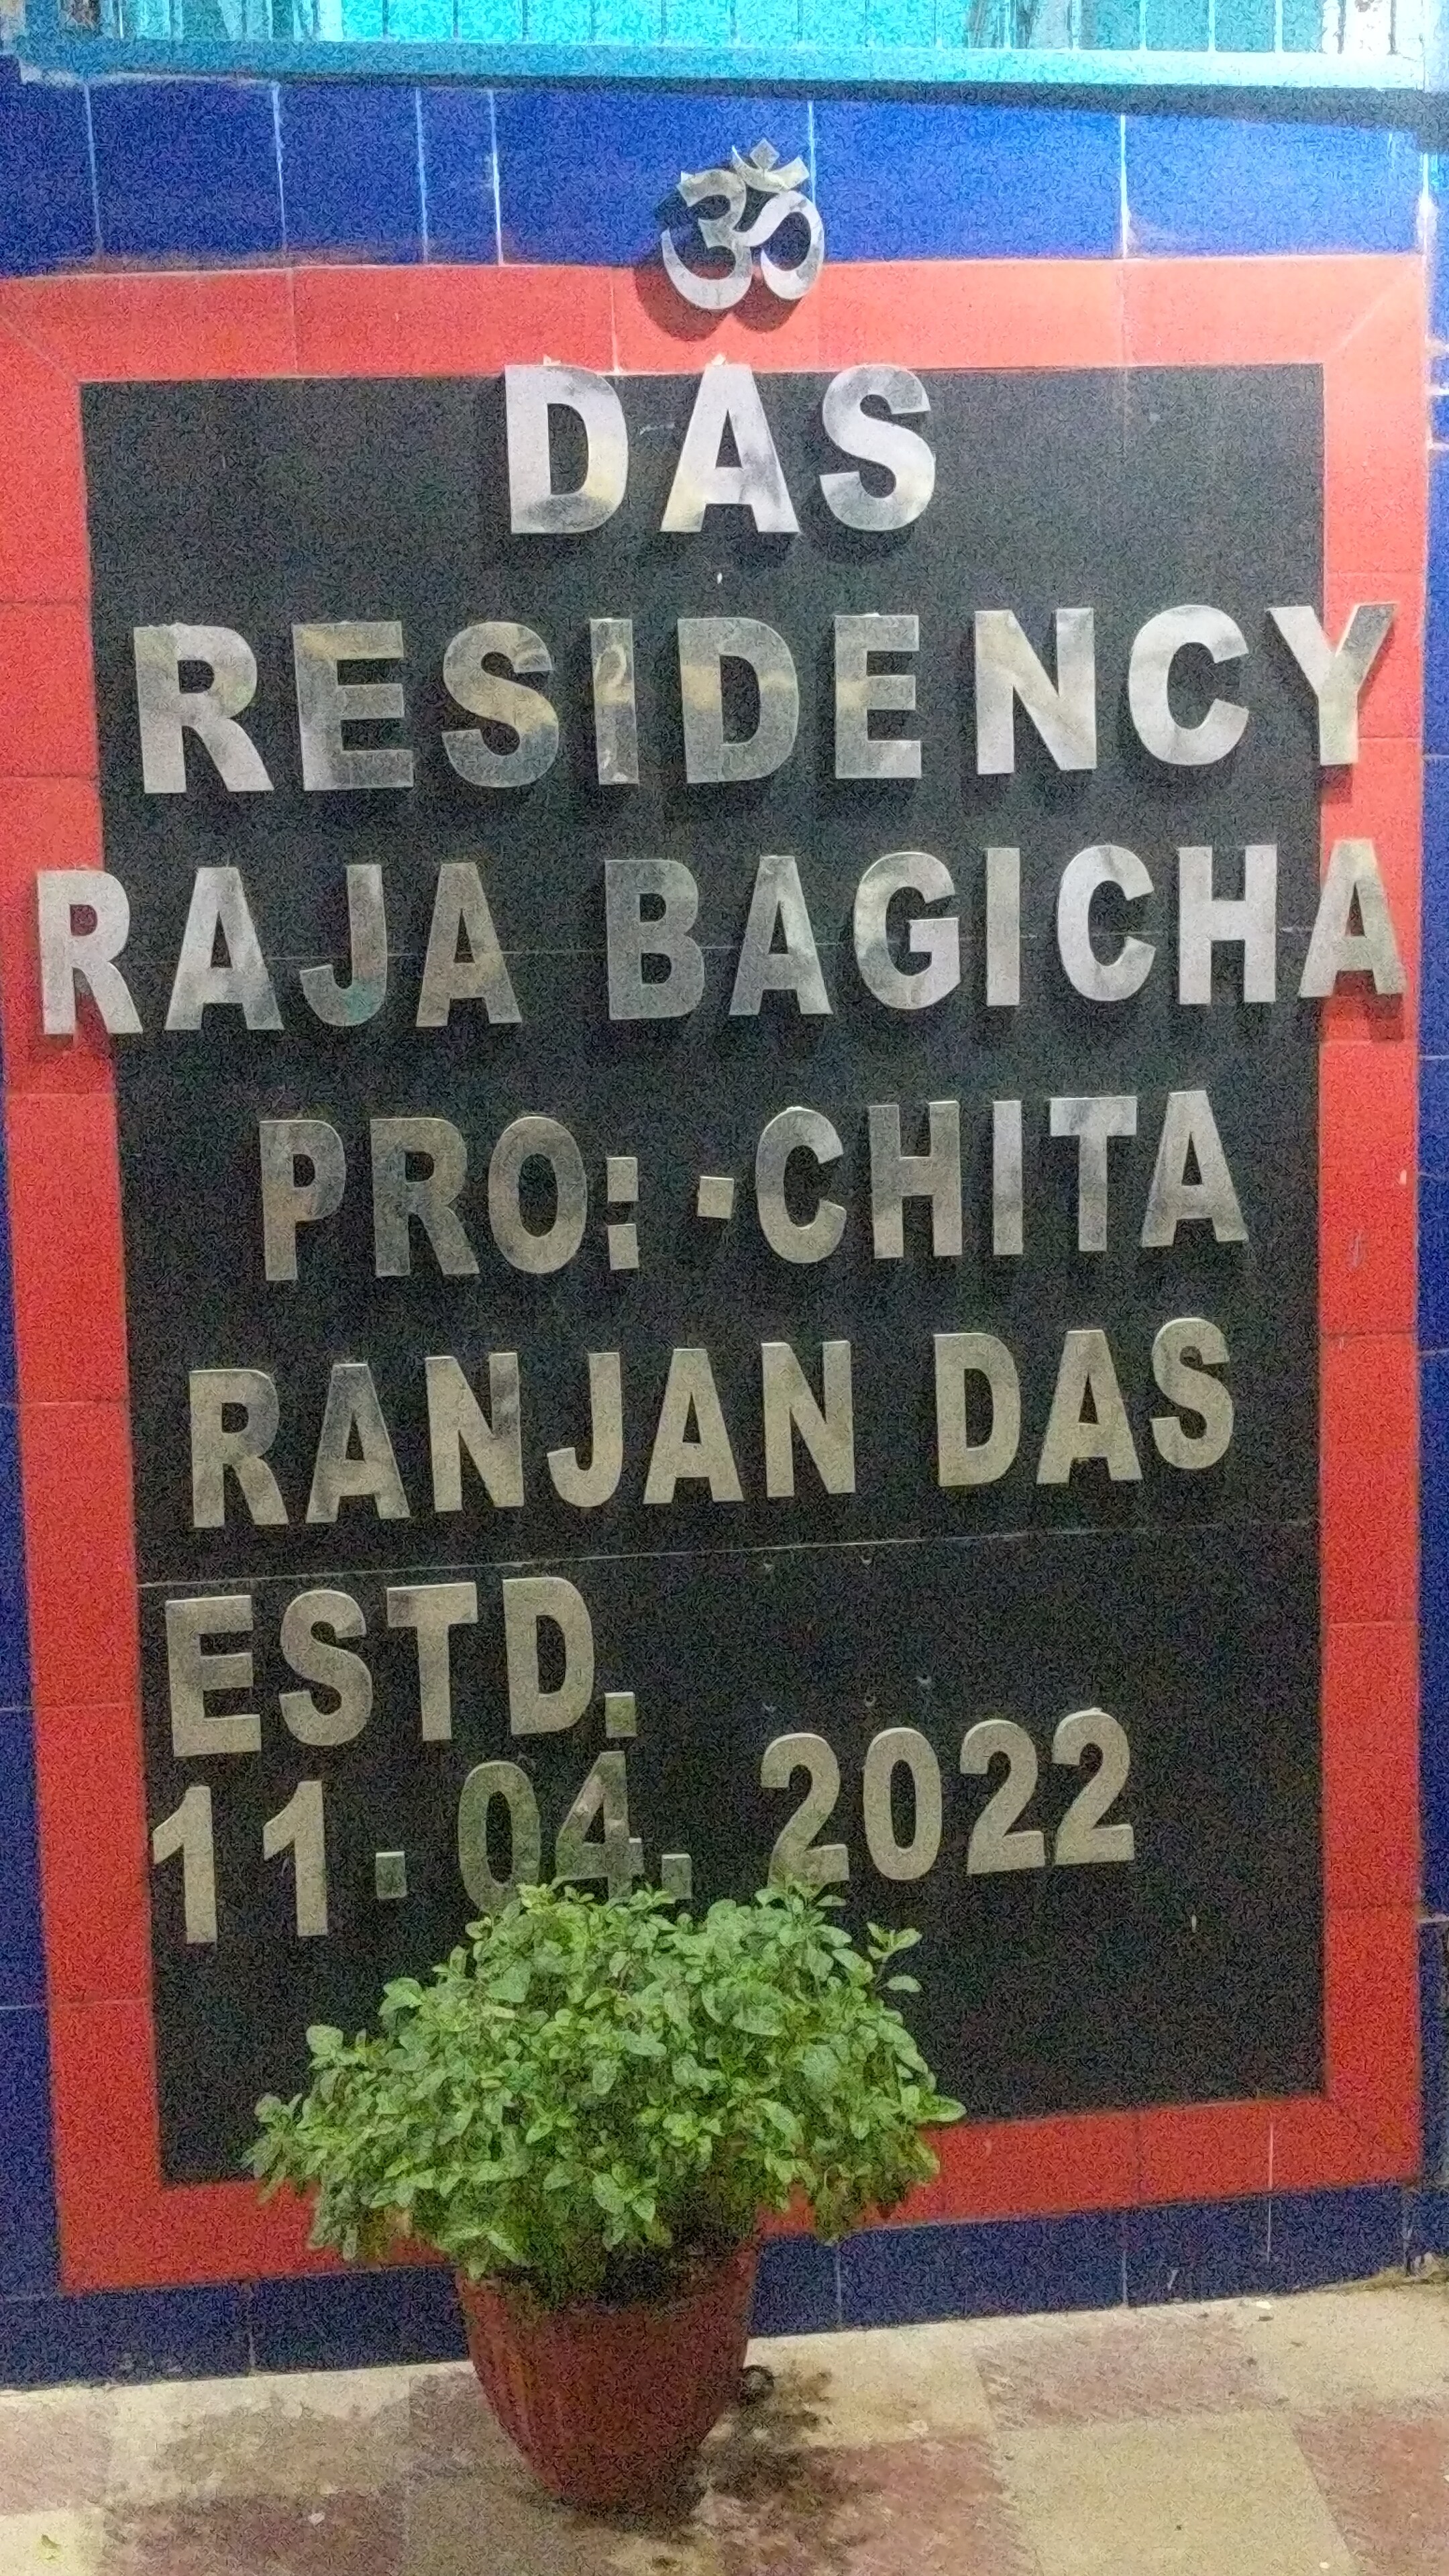 ॐ
DAS
RESIDENCY
RAJA BAGICHA
PRO:-CHITA
RANJAN DAS
ESTD.
11.04.2022